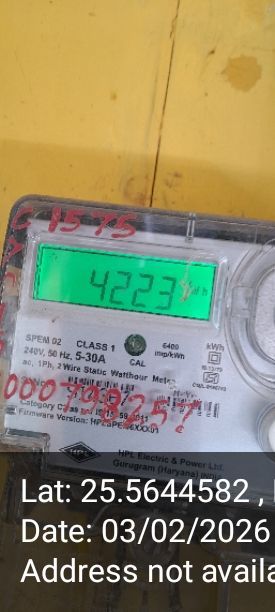 C 1575
4223
SPEM 02 CLASS 1 CAL 6400 imp/kWh kWh
240V, 50 Hz, 5-30A
ac, 1Ph, 2 Wire Static Watthour Meter
000799257
Firmware Version:
HPL
HPL Electric & Power Ltd.
Gurugram (Haryana)
Lat: 25.5644582 ,
Date: 03/02/2026
Address not availa